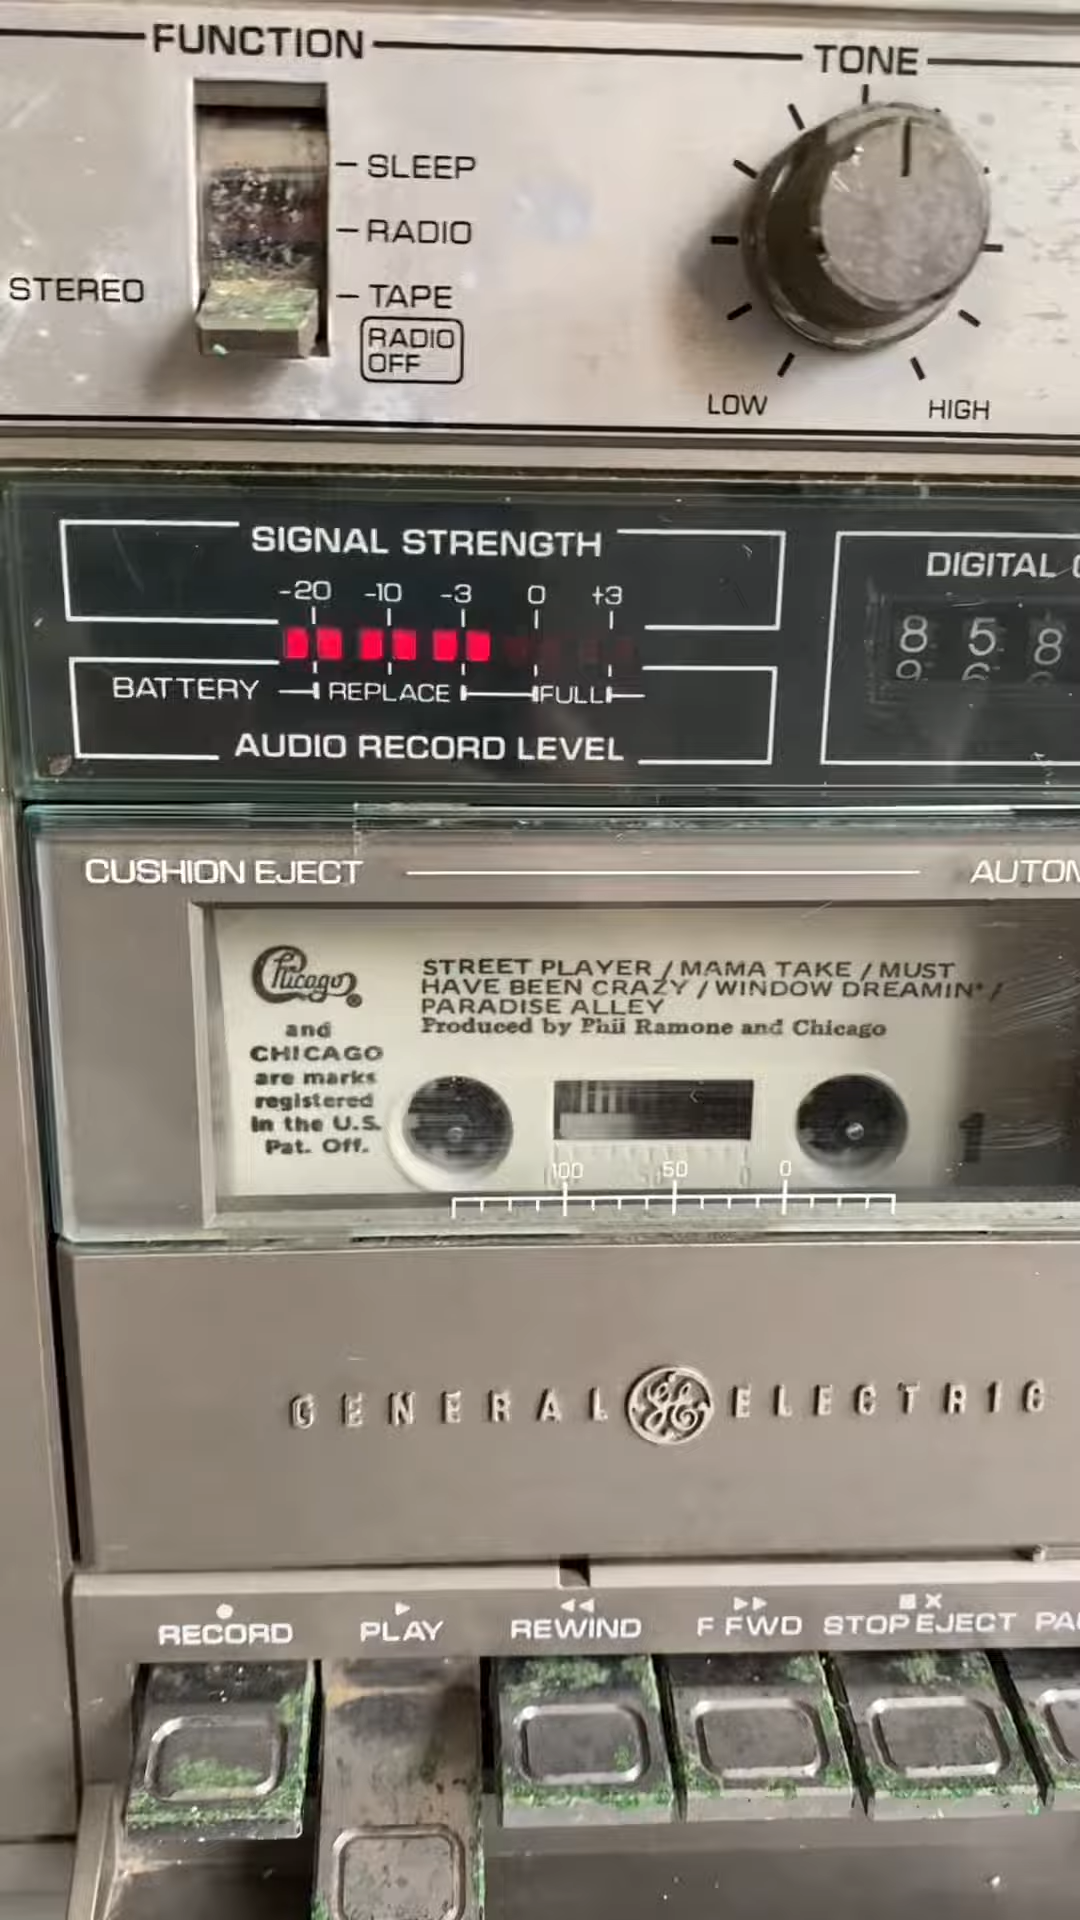 FUNCTION
TONE
SLEEP
RADIO
STEREO
TAPE
RADIO
OFF
LOW
HIGH
SIGNAL STRENGTH
-20 -10 -3 0 +3
BATTERY REPLACE FULL
AUDIO RECORD LEVEL
DIGITAL
8 5 8
CUSHION EJECT
Chicago®
and
CHICAGO
are marks
registered
in the U.S.
Pat. Off.
STREET PLAYER / MAMA TAKE / MUST
HAVE BEEN CRAZY / WINDOW DREAMIN' /
PARADISE ALLEY
Produced by Phil Ramone and Chicago
1
100 50 0
GENERAL GE ELECTRIC
RECORD PLAY REWIND F FWD STOP EJECT